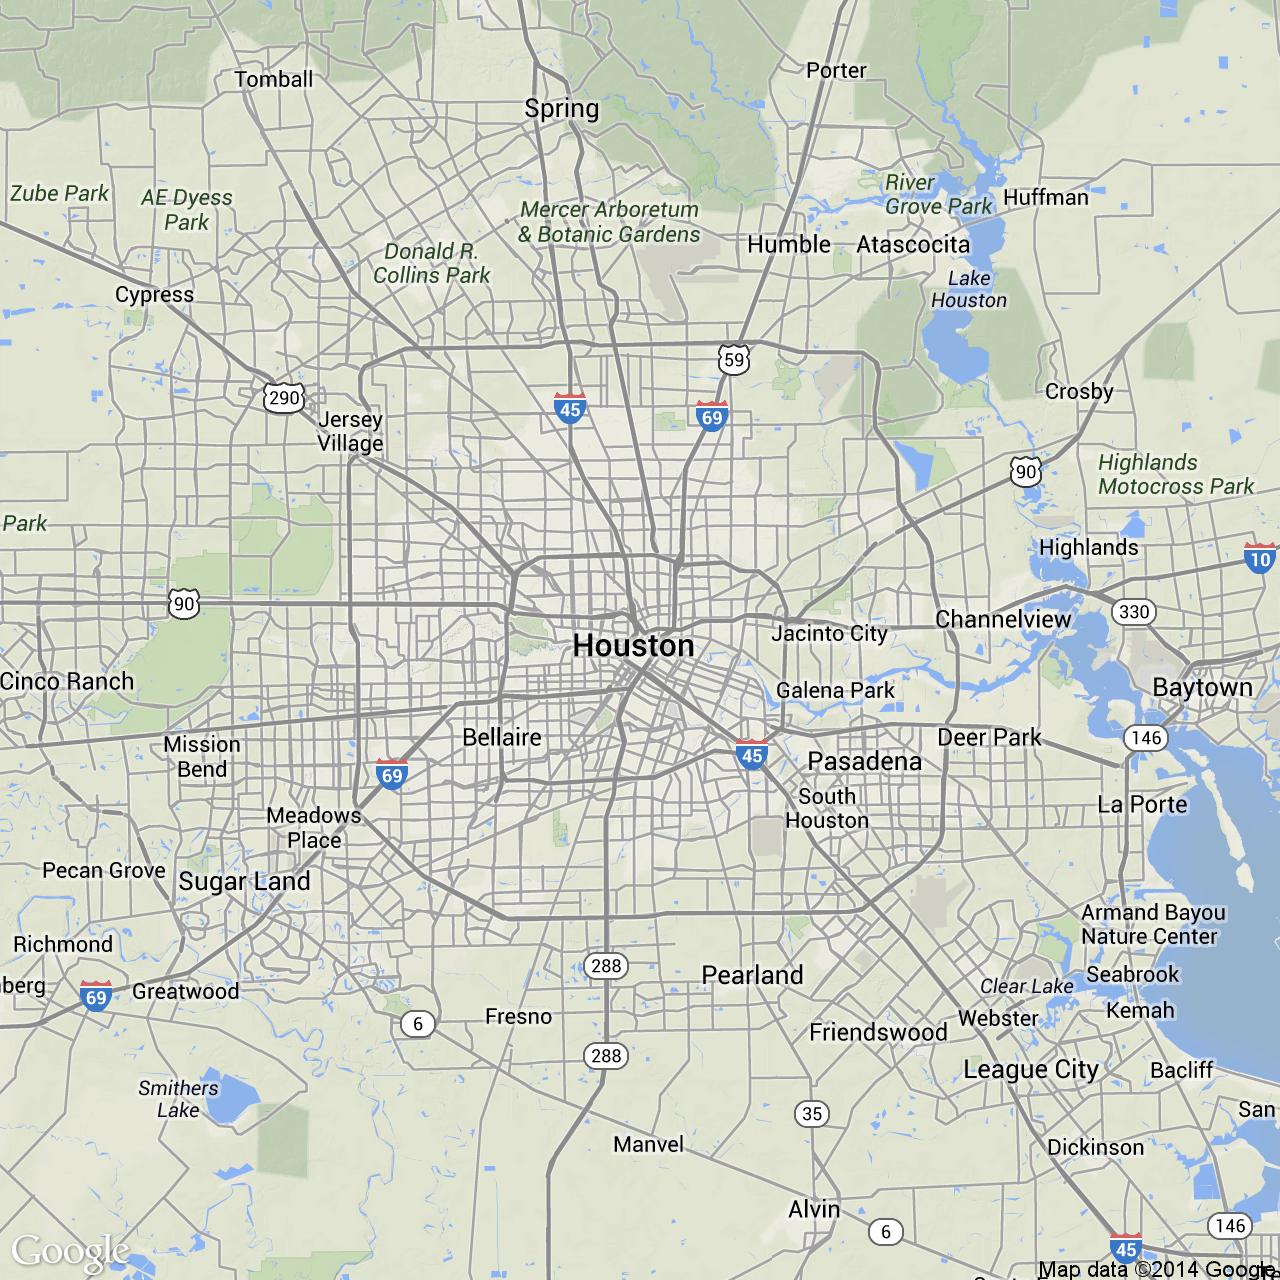 Porter
Tomball
Spring
Zube Park
AE Dyess
Park
River
Grove Park
Huffman
Mercer Arboretum
& Botanic Gardens
Donald R.
Collins Park
Humble
Atascocita
Lake
Houston
Cypress
59
290
45
69
Crosby
Jersey
Village
90
Highlands
Motocross Park
Park
Highlands
10
90
330
Channelview
Jacinto City
Houston
Cinco Ranch
Galena Park
Baytown
Mission
Bend
Bellaire
Deer Park
146
45
Pasadena
69
South
Houston
La Porte
Meadows
Place
Pecan Grove
Sugar Land
Armand Bayou
Nature Center
Richmond
288
Pearland
Seabrook
Clear Lake
berg
69
Greatwood
Kemah
6
Fresno
Webster
Friendswood
288
League City
Bacliff
Smithers
Lake
35
San
Manvel
Dickinson
Alvin
6
146
45
Google
Map data ©2014 Google